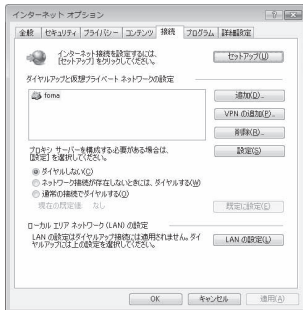 インターネット オプション
全般 セキュリティ プライバシー コンテンツ 接続 プログラム 詳細設定
インターネット接続を設定するには、
[セットアップ] をクリックしてください。
セットアップ(U)
ダイヤルアップと仮想プライベート ネットワークの設定
foma
追加(D)...
VPN の追加(P)...
削除(R)...
設定(S)
プロキシ サーバーを構成する必要がある場合は、
[設定] を選択してください。
ダイヤルしない(C)
ネットワーク接続が存在しないときには、ダイヤルする(W)
通常の接続でダイヤルする(O)
現在の既定値 なし
既定に設定(E)
ローカル エリア ネットワーク (LAN) の設定
LAN の設定はダイヤルアップ接続には適用されません。ダイ
ヤルアップには上の設定を選択してください。
LAN の設定(L)
OK キャンセル 適用(A)